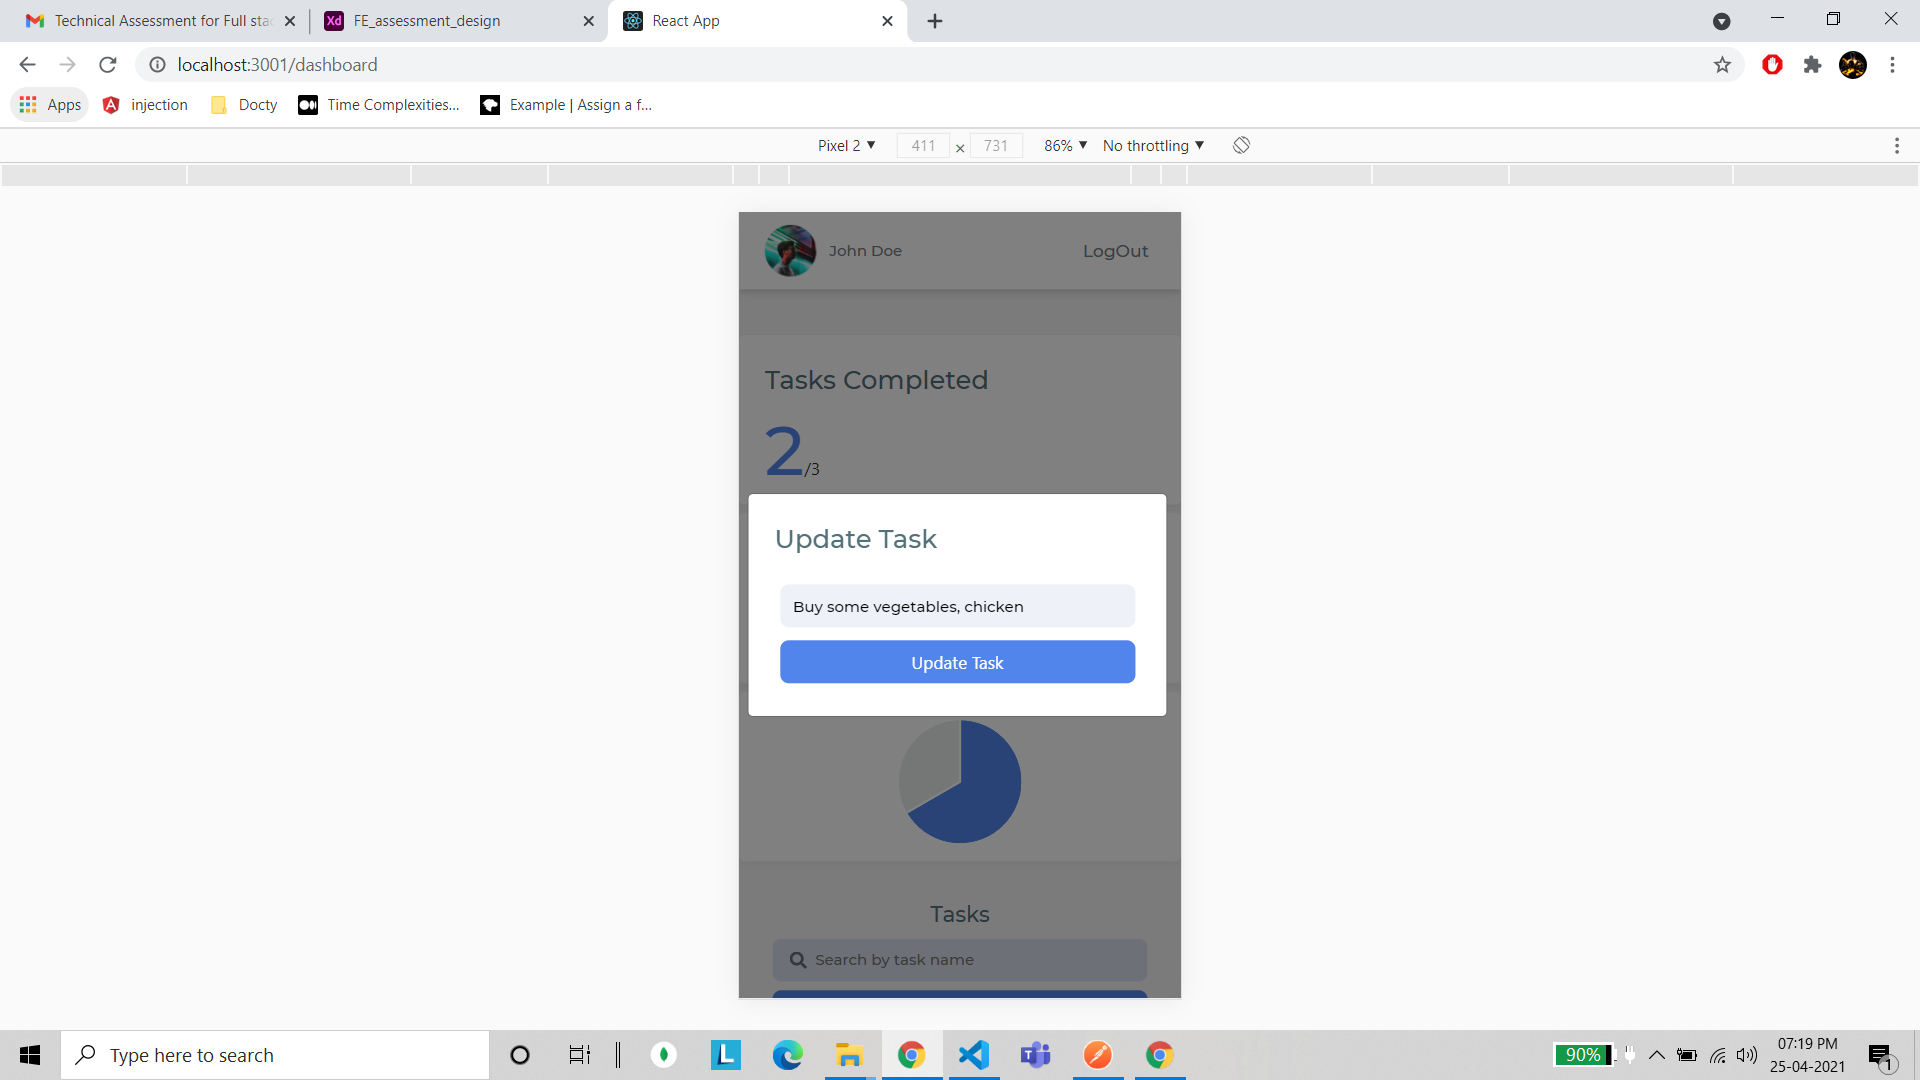 Technical Assessment for Full stac
FE_assessment_design
React App
localhost:3001/dashboard
Apps
injection
Docty
Time Complexities...
Example | Assign a f...
Pixel 2
411 × 731
86%
No throttling
John Doe
LogOut
Tasks Completed
2/3
Update Task
Buy some vegetables, chicken
Update Task
Tasks
Search by task name
Type here to search
90%
07:19 PM
25-04-2021
1